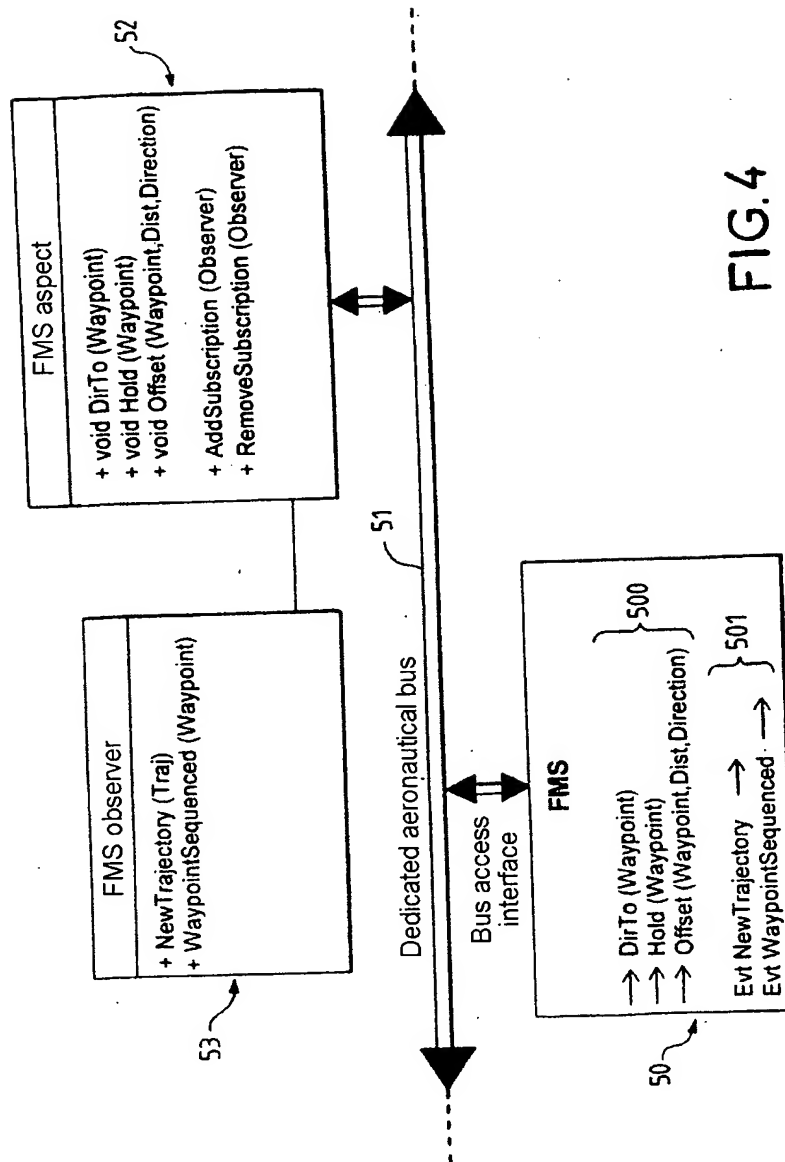 FMS observer
+ NewTrajectory (Traj)
+ WaypointSequenced (Waypoint)
53
FMS aspect
+ void DirTo (Waypoint)
+ void Hold (Waypoint)
+ void Offset (Waypoint,Dist,Direction)
+ AddSubscription (Observer)
+ RemoveSubscription (Observer)
52
Dedicated aeronautical bus
51
Bus access
interface
FMS
→ DirTo (Waypoint)
→ Hold (Waypoint)
→ Offset (Waypoint,Dist,Direction)
500
Evt NewTrajectory →
Evt WaypointSequenced →
501
50
FIG.4